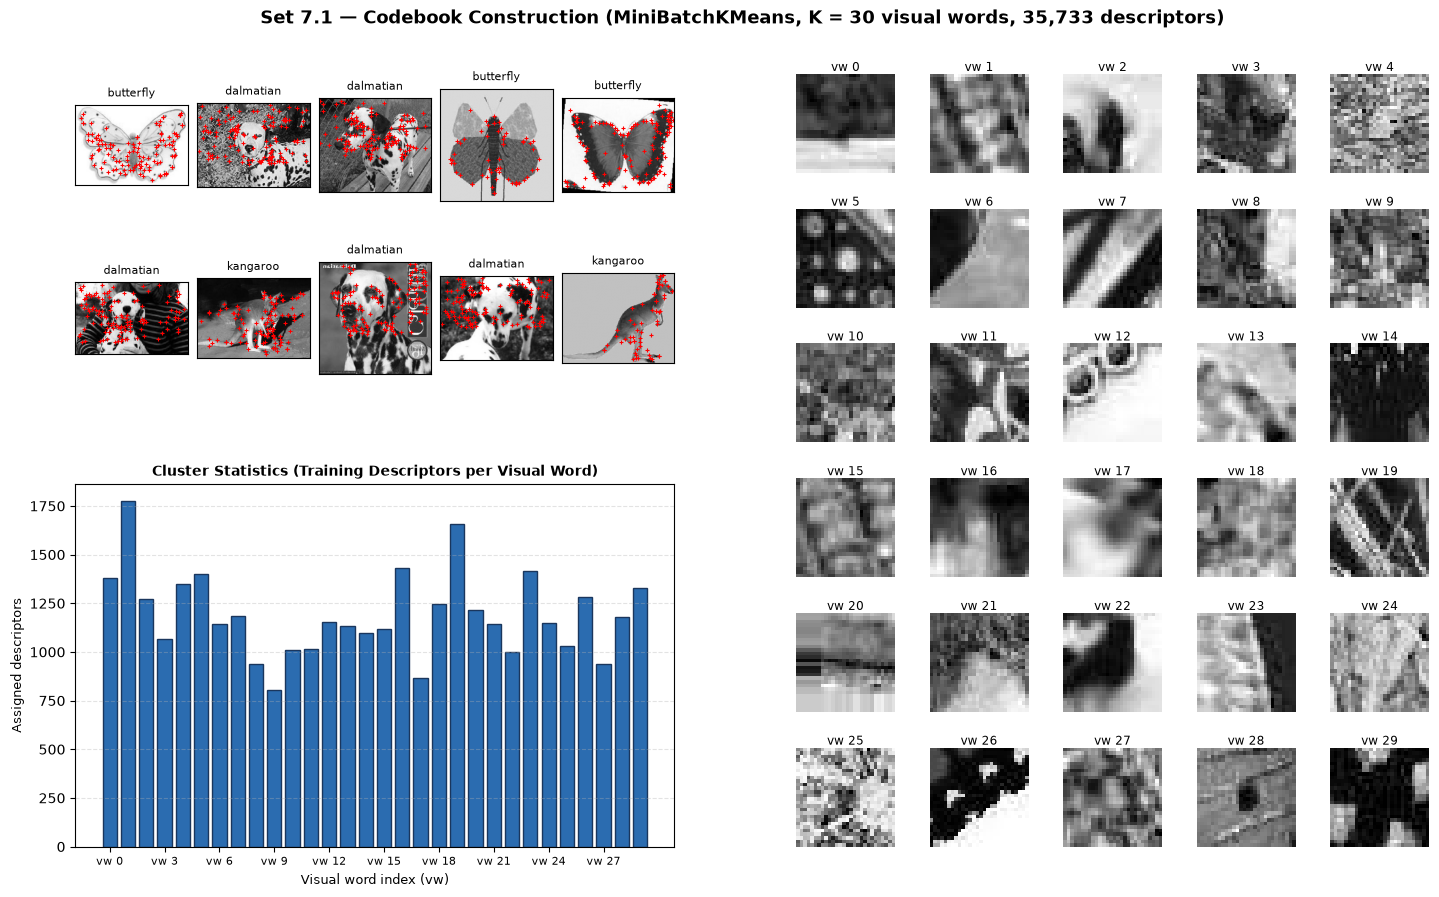 Set 7.1 — Codebook Construction (MiniBatchKMeans, K = 30 visual words, 35,733 descriptors)
butterfly
dalmatian
dalmatian
butterfly
butterfly
dalmatian
kangaroo
dalmatian
dalmatian
kangaroo
vw 0
vw 1
vw 2
vw 3
vw 4
vw 5
vw 6
vw 7
vw 8
vw 9
vw 10
vw 11
vw 12
vw 13
vw 14
vw 15
vw 16
vw 17
vw 18
vw 19
vw 20
vw 21
vw 22
vw 23
vw 24
vw 25
vw 26
vw 27
vw 28
vw 29
Cluster Statistics (Training Descriptors per Visual Word)
Assigned descriptors
1750
1500
1250
1000
750
500
250
0
vw 0
vw 3
vw 6
vw 9
vw 12
vw 15
vw 18
vw 21
vw 24
vw 27
Visual word index (vw)